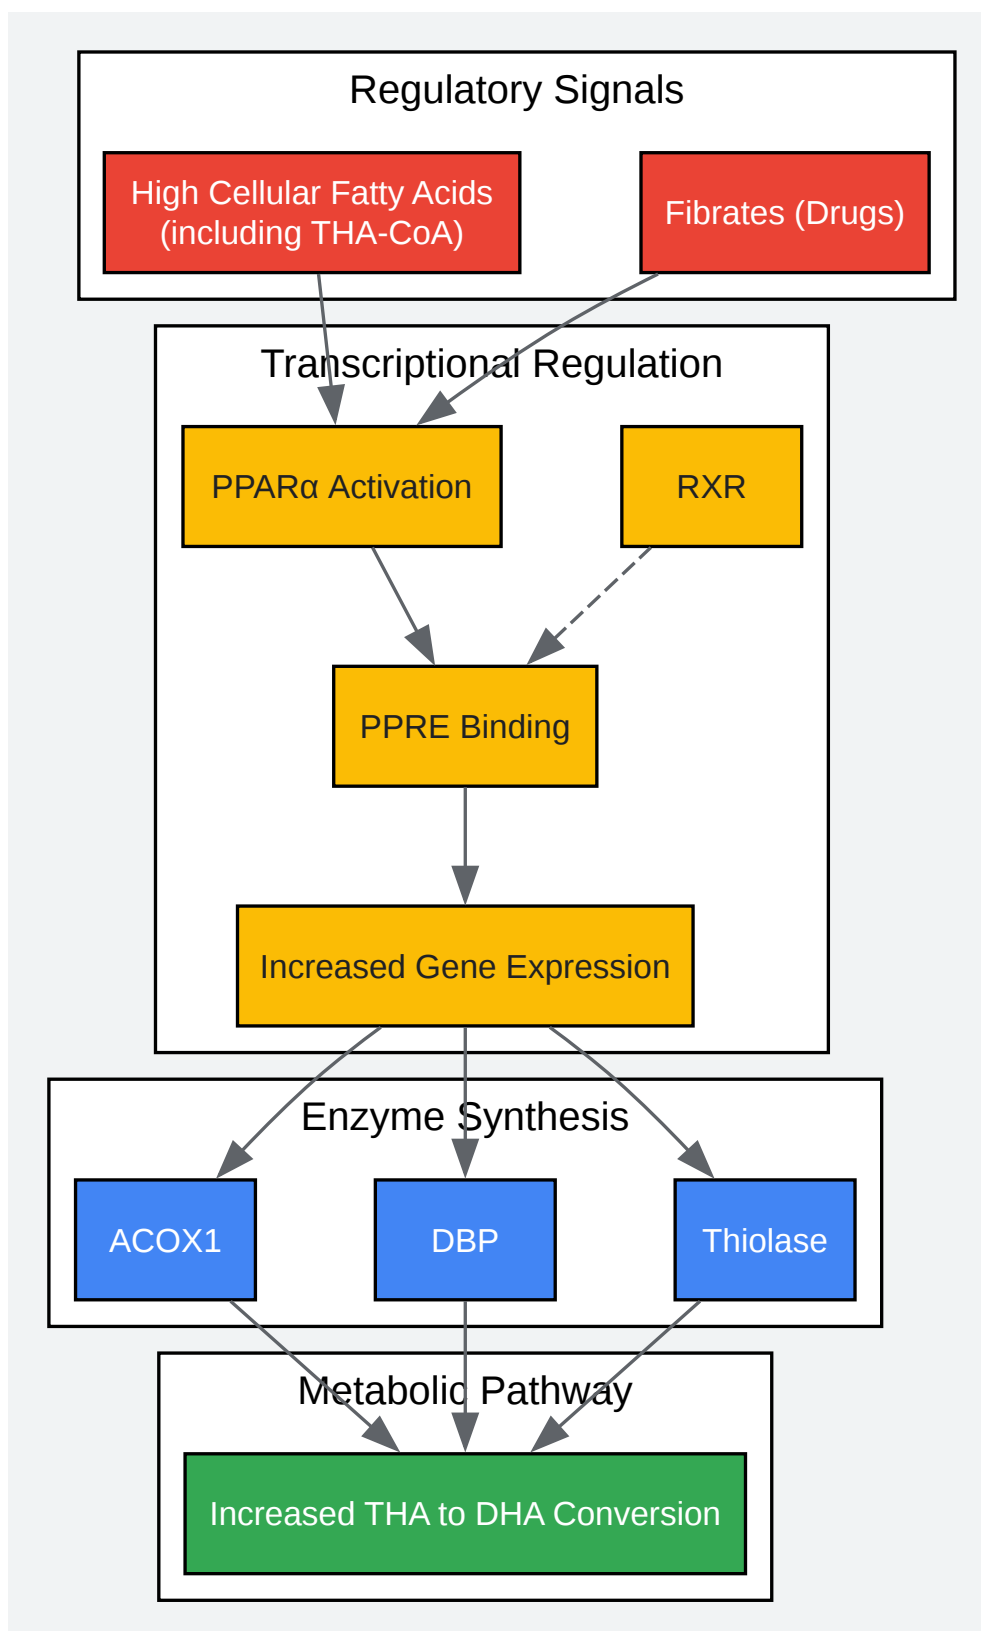 Regulatory Signals
High Cellular Fatty Acids
(including THA-CoA)
Fibrates (Drugs)
Transcriptional Regulation
PPARα Activation
RXR
PPRE Binding
Increased Gene Expression
Enzyme Synthesis
ACOX1
DBP
Thiolase
Metabolic Pathway
Increased THA to DHA Conversion